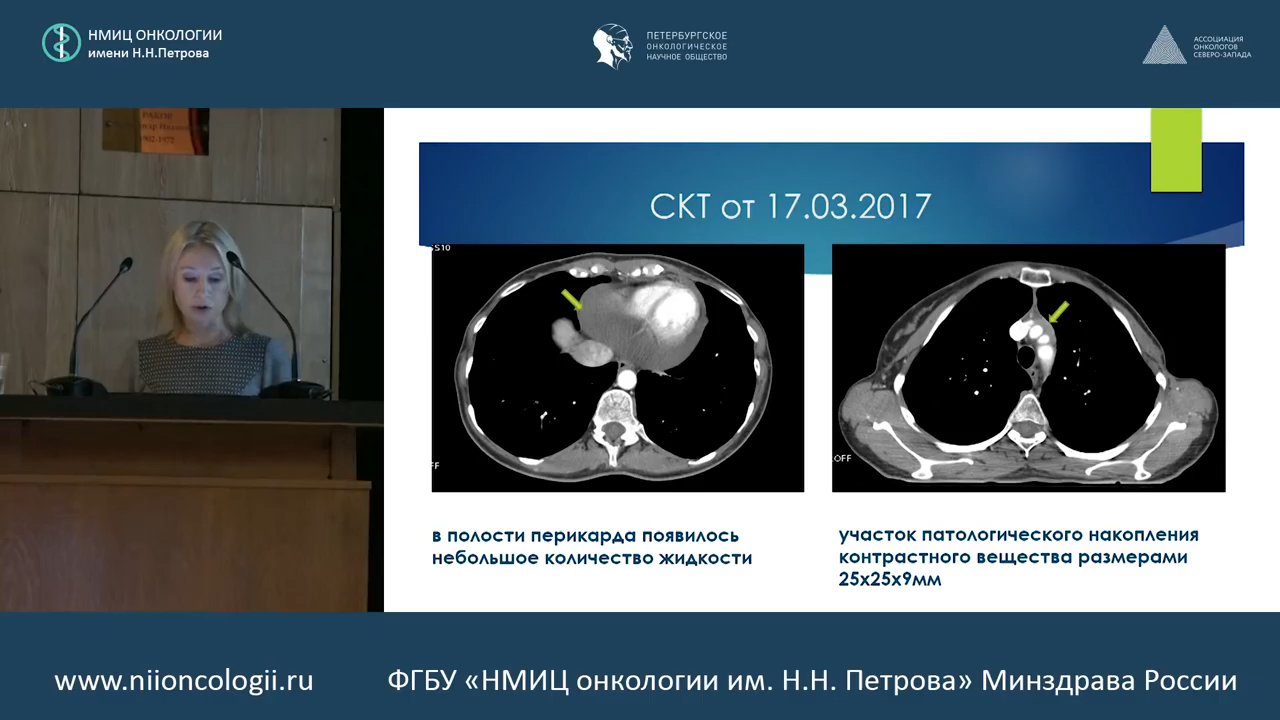 НМИЦ ОНКОЛОГИИ
имени Н.Н.Петрова
ПЕТЕРБУРГСКОЕ
ОНКОЛОГИЧЕСКОЕ
НАУЧНОЕ ОБЩЕСТВО
АССОЦИАЦИЯ
ОНКОЛОГОВ
СЕВЕРО-ЗАПАДА
СКТ от 17.03.2017
в полости перикарда появилось
небольшое количество жидкости
участок патологического накопления
контрастного вещества размерами
25х25х9мм
www.niioncologii.ru
ФГБУ «НМИЦ онкологии им. Н.Н. Петрова» Минздрава России